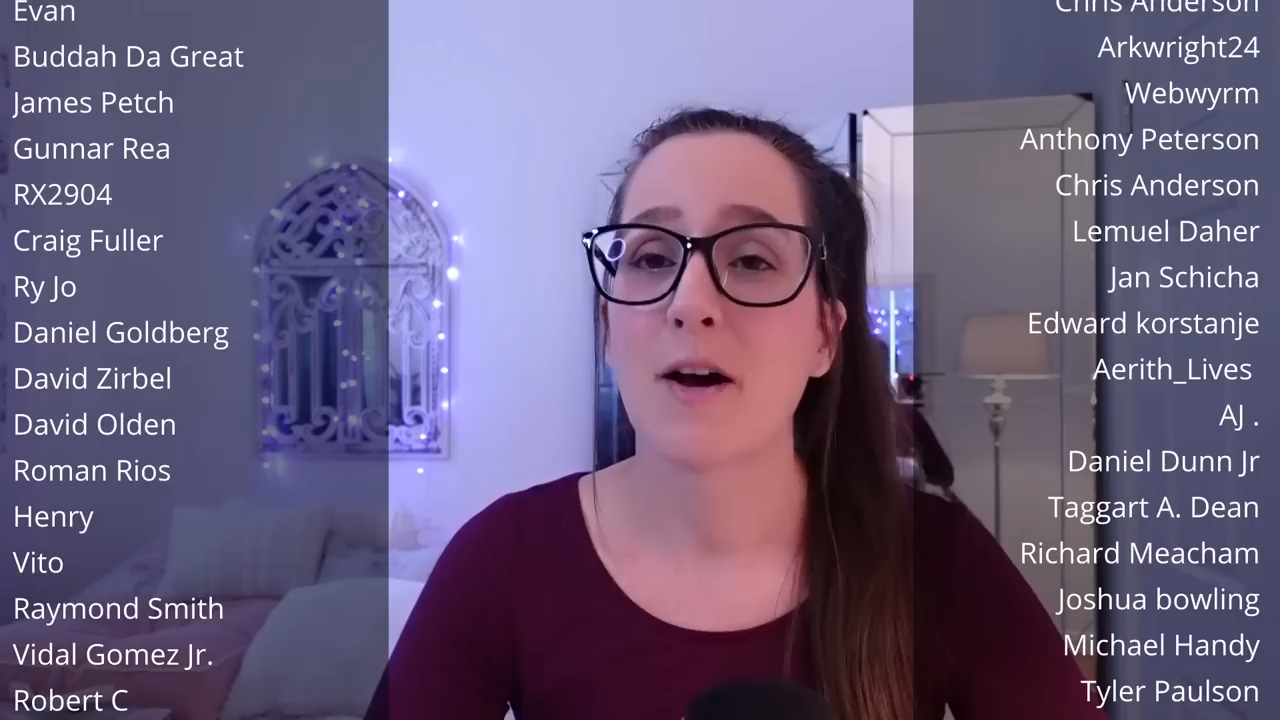 Evan
Buddah Da Great
James Petch
Gunnar Rea
RX2904
Craig Fuller
Ry Jo
Daniel Goldberg
David Zirbel
David Olden
Roman Rios
Henry
Vito
Raymond Smith
Vidal Gomez Jr.
Robert C
Chris Anderson
Arkwright24
Webwyrm
Anthony Peterson
Chris Anderson
Lemuel Daher
Jan Schicha
Edward korstanje
Aerith_Lives
AJ .
Daniel Dunn Jr
Taggart A. Dean
Richard Meacham
Joshua bowling
Michael Handy
Tyler Paulson